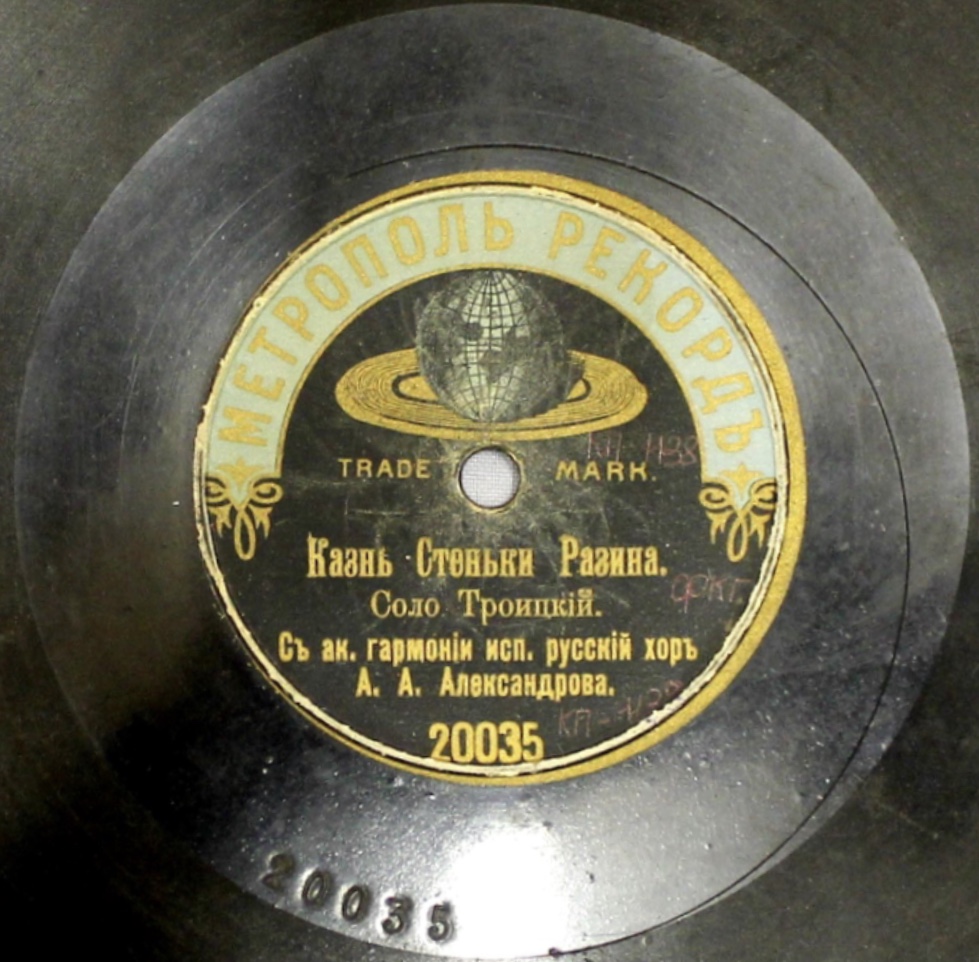 МЕТРОПОЛЬ РЕКОРДЪ
TRADE MARK.
Казнь Стеньки Разина.
Соло Троицкій.
Съ ак. гармоніи исп. русскій хоръ
А. А. Александрова.
20035
20035